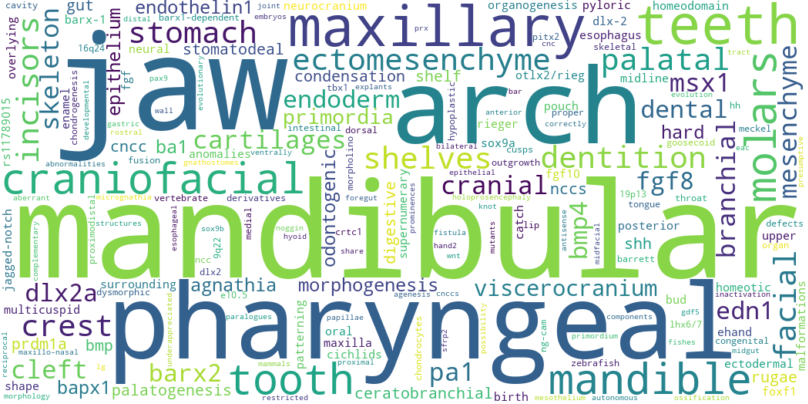 cavity
gut
endothelin1
maxillary
neurocranium
joint
organogenesis
pyloric
homeodomain
teeth
distal
embryos
prx
barx-1
barx1-dependent
stomach
dlx-2
esophagus
skeletal
tract
overlying
incisors
skeleton
16q24
neural
stomatodeal
pitx2
cnc
explants
epithelium
jaw
ectomesenchyme
palatal
condensation
shelf
otlx2/rieg
midline
msx1
evolution
hh
fgf
pax9
evolutionary
tbx1
arch
molars
mesenchyme
rs11789015
enamel
chondrogenesis
developmental
gastric
rostral
wall
endoderm
primordia
intestinal
dorsal
hypoplastic
bar
anterior
proper
correctly
pouch
rieger
sox9a
dental
hard
meckel
goosecoid
eac
cncc
ba1
cartilages
anomalies
fusion
ventrally
gnathostomes
abnormalities
morpholino
bilateral
outgrowth
cusps
epithelial
shelves
dentition
branchial
preventive
craniofacial
micrognathia
vertebrate
derivatives
foregut
odontogenic
digestive
supernumerary
holoprosencephaly
cranial
nccs
fgf10
fgf8
19p13
tongue
throat
aberrant
jagged-notch
complementary
proximodistal
structures
mandibular
esophageal
ncc
sox9b
9q22
dlx2
noggin
hyoid
medial
crtc1
share
prominences
knot
fistula
hand2
wnt
mutants
catch
lip
antisense
midfacial
bmp4
shh
posterior
barrett
upper
organ
defects
facial
malformations
dlx2a
dysmorphic
surrounding
e10.5
agnathia
morphogenesis
agenesis
cnccs
viscerocranium
bud
gdf5
homeotic
inactivation
edn1
lhx6/7
fishes
ehand
congenital
midgut
crest
multicuspid
prdm1a
bmp
reciprocal
maxillo-nasal
underappreciated
pharyngeal
paralogues
papillae
patterning
oral
maxilla
cichlids
proximal
chondrocytes
sfrp2
ng-cam
possibility
components
primordium
zebrafish
ectodermal
cleft
shape
morphology
bapx1
ig
barx2
palatogenesis
mammals
restricted
tooth
pa1
ceratobranchial
birth
mandible
mesothelium
autonomous
ossification
rugae
foxf1